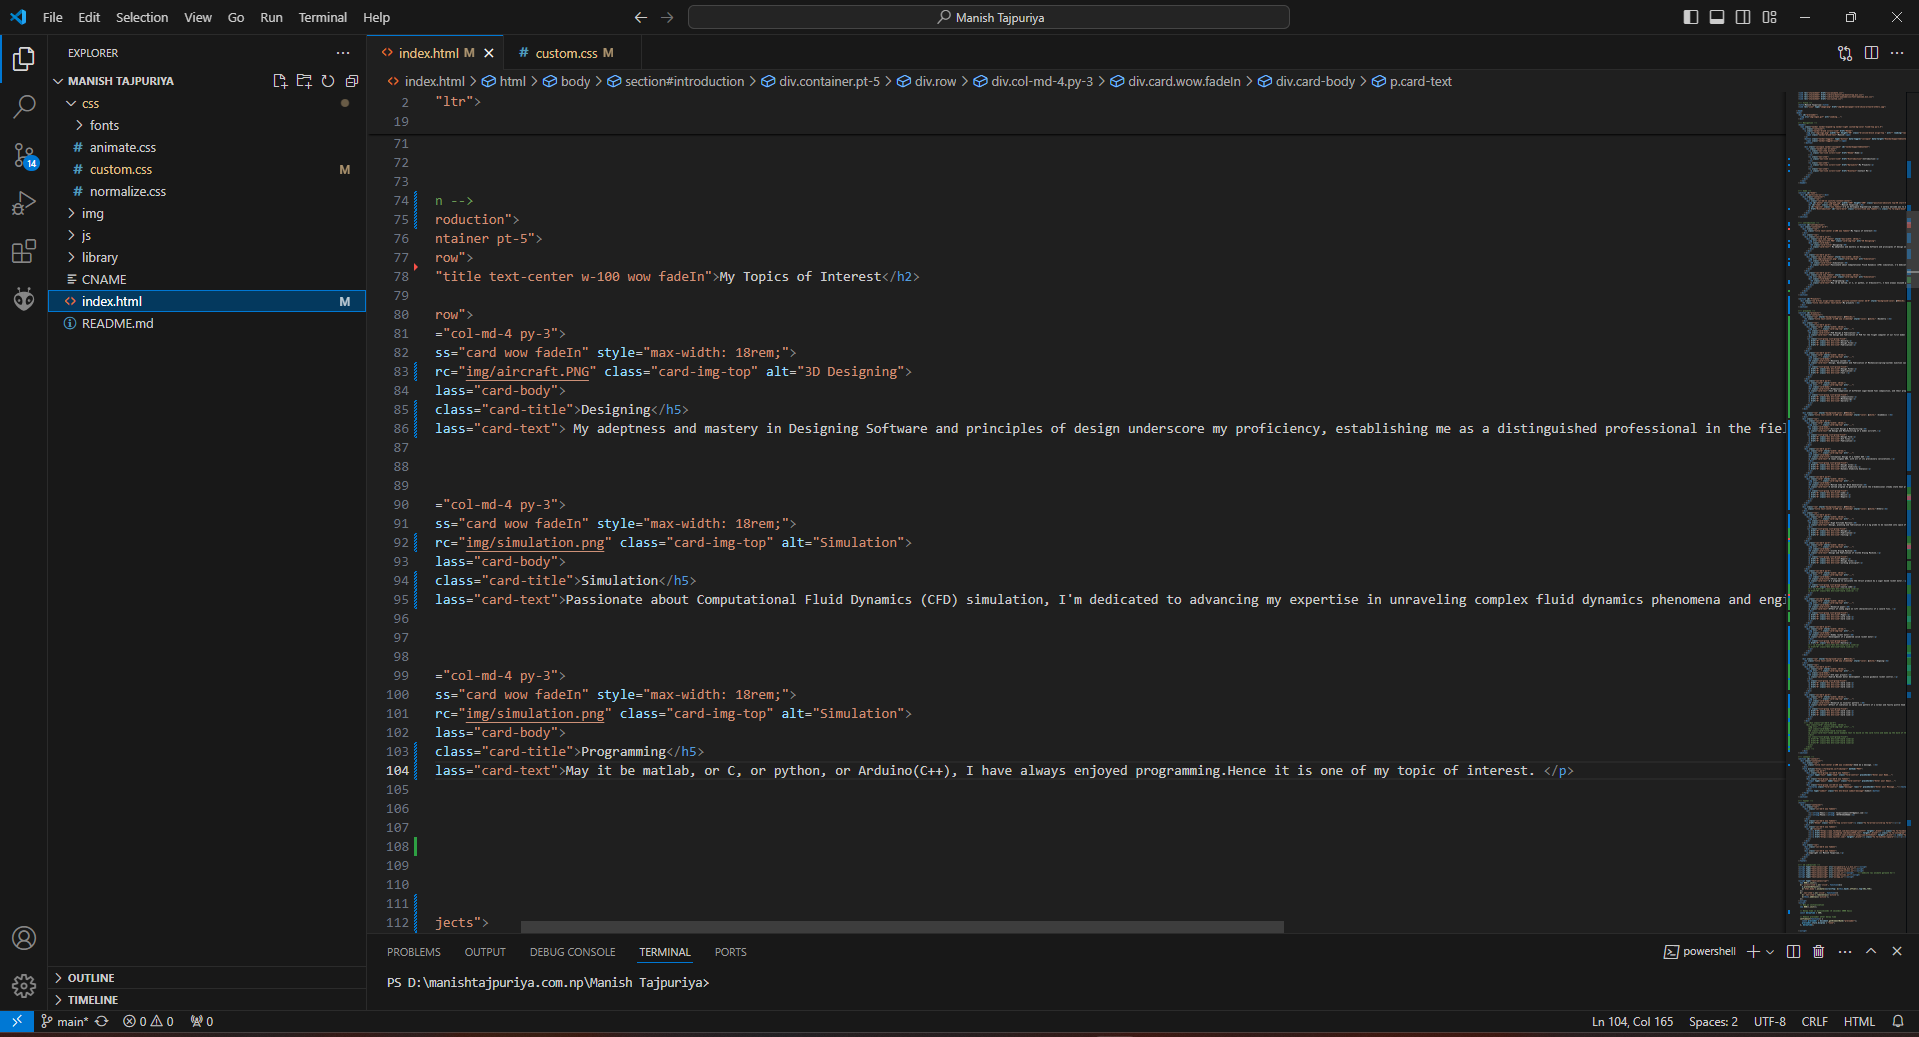 File Edit Selection View Go Run Terminal Help
Manish Tajpuriya
EXPLORER
MANISH TAJPURIYA
css
fonts
# animate.css
# custom.css M
# normalize.css
img
js
library
CNAME
<> index.html M
README.md
OUTLINE
TIMELINE
14
<> index.html M
# custom.css M
<> index.html > html > body > section#introduction > div.container.pt-5 > div.row > div.col-md-4.py-3 > div.card.wow.fadeIn > div.card-body > p.card-text
2 "ltr">
19
71
72
73
74 n -->
75 roduction">
76 ntainer pt-5">
77 row">
78 "title text-center w-100 wow fadeIn">My Topics of Interest</h2>
79
80 row">
81 ="col-md-4 py-3">
82 ss="card wow fadeIn" style="max-width: 18rem;">
83 rc="img/aircraft.PNG" class="card-img-top" alt="3D Designing">
84 lass="card-body">
85 class="card-title">Designing</h5>
86 lass="card-text"> My adeptness and mastery in Designing Software and principles of design underscore my proficiency, establishing me as a distinguished professional in the fiel
87
88
89
90 ="col-md-4 py-3">
91 ss="card wow fadeIn" style="max-width: 18rem;">
92 rc="img/simulation.png" class="card-img-top" alt="Simulation">
93 lass="card-body">
94 class="card-title">Simulation</h5>
95 lass="card-text">Passionate about Computational Fluid Dynamics (CFD) simulation, I'm dedicated to advancing my expertise in unraveling complex fluid dynamics phenomena and engi
96
97
98
99 ="col-md-4 py-3">
100 ss="card wow fadeIn" style="max-width: 18rem;">
101 rc="img/simulation.png" class="card-img-top" alt="Simulation">
102 lass="card-body">
103 class="card-title">Programming</h5>
104 lass="card-text">May it be matlab, or C, or python, or Arduino(C++), I have always enjoyed programming.Hence it is one of my topic of interest. </p>
105
106
107
108
109
110
111
112 jects">
PROBLEMS OUTPUT DEBUG CONSOLE TERMINAL PORTS
powershell
PS D:\manishtajpuriya.com.np\Manish Tajpuriya>
main* 0 0 0
Ln 104, Col 165 Spaces: 2 UTF-8 CRLF HTML